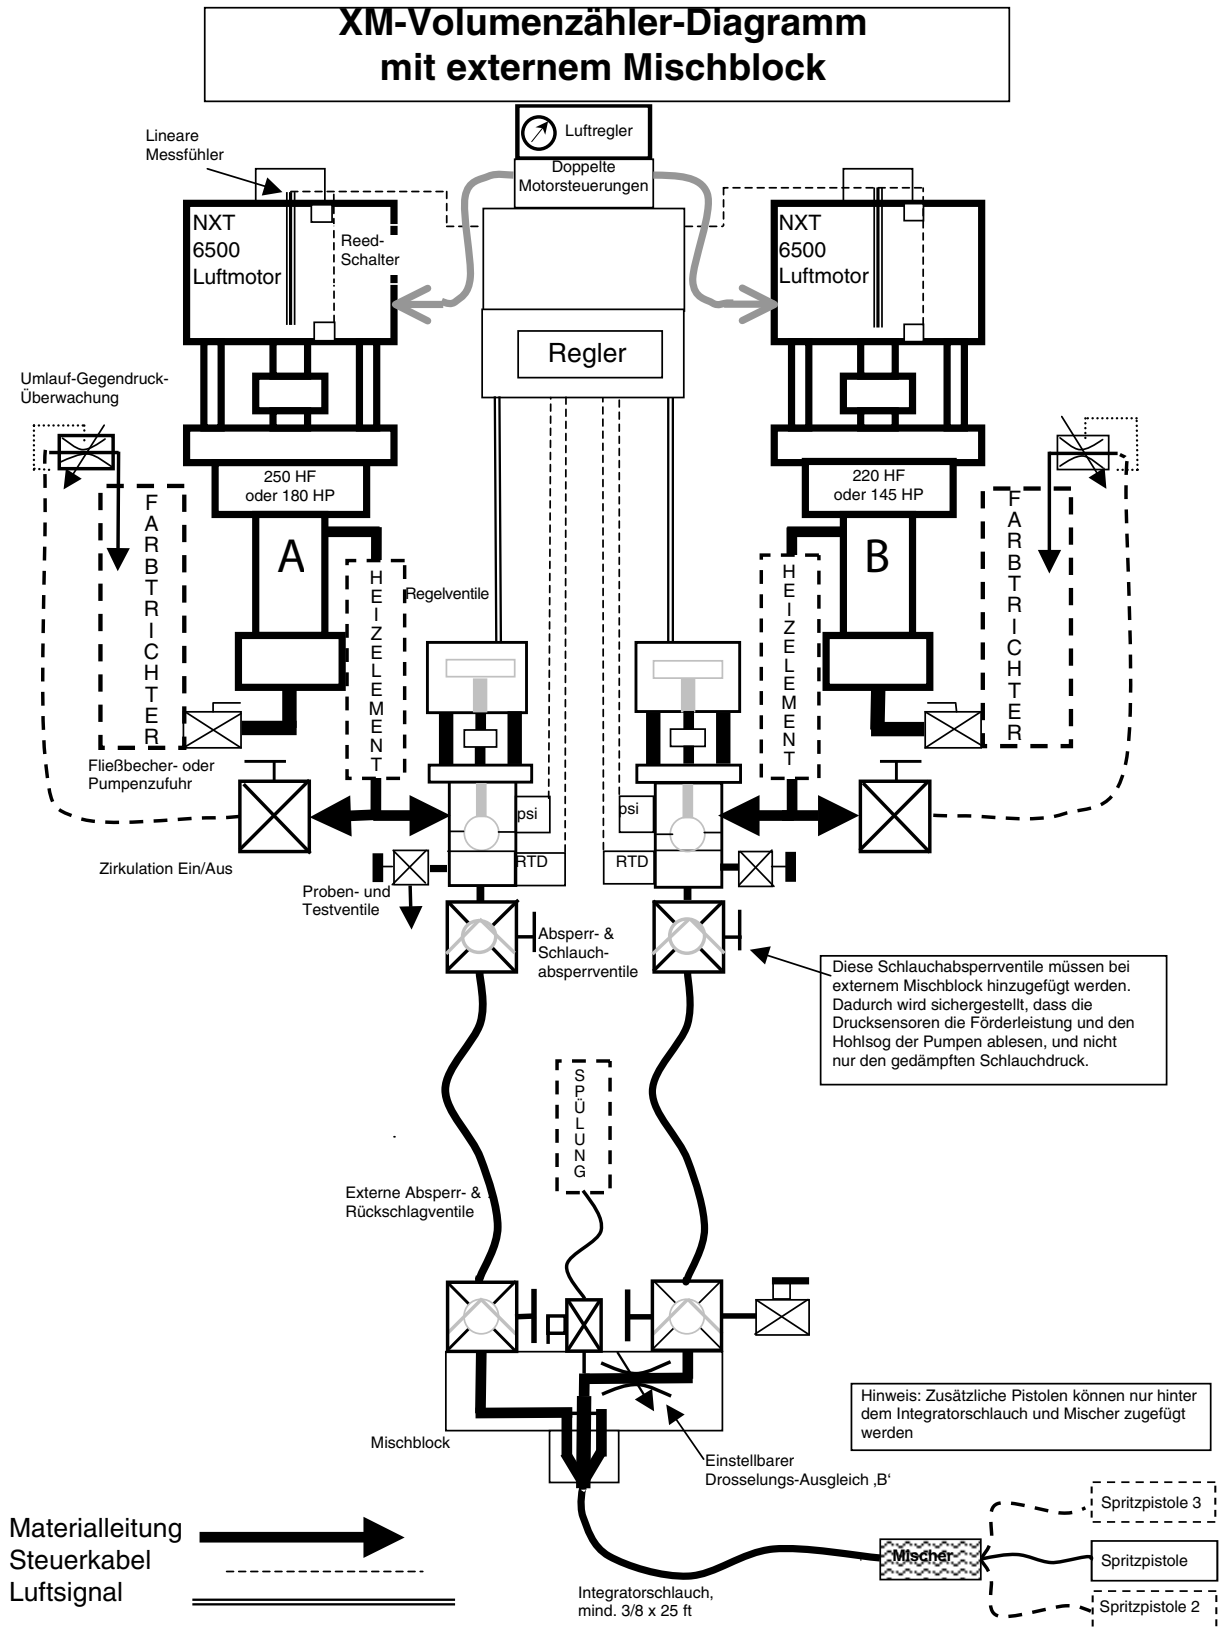 XM-Volumenzähler-Diagramm
mit externem Mischblock
Luftregler
Doppelte
Motorsteuerungen
Lineare
Messfühler
NXT
6500
Luftmotor
Reed-
Schalter
NXT
6500
Luftmotor
Regler
Umlauf-Gegendruck-
Überwachung
250 HF
oder 180 HP
220 HF
oder 145 HP
FARBTRICHTER
A
HEIZELEMENT
Regelventile
HEIZELEMENT
B
FARBTRICHTER
Fließbecher- oder
Pumpenzufuhr
psi
psi
RTD
RTD
Zirkulation Ein/Aus
Proben- und
Testventile
Absperr- &
Schlauch-
absperrventile
Diese Schlauchabsperrventile müssen bei
externem Mischblock hinzugefügt werden.
Dadurch wird sichergestellt, dass die
Drucksensoren die Förderleistung und den
Hohlsog der Pumpen ablesen, und nicht
nur den gedämpften Schlauchdruck.
SPÜLUNG
Externe Absperr- &
Rückschlagventile
Mischblock
Einstellbarer
Drosselungs-Ausgleich ‚B‘
Hinweis: Zusätzliche Pistolen können nur hinter
dem Integratorschlauch und Mischer zugefügt
werden
Materialleitung
Steuerkabel
Luftsignal
Integratorschlauch,
mind. 3/8 x 25 ft
Mischer
Spritzpistole 3
Spritzpistole
Spritzpistole 2